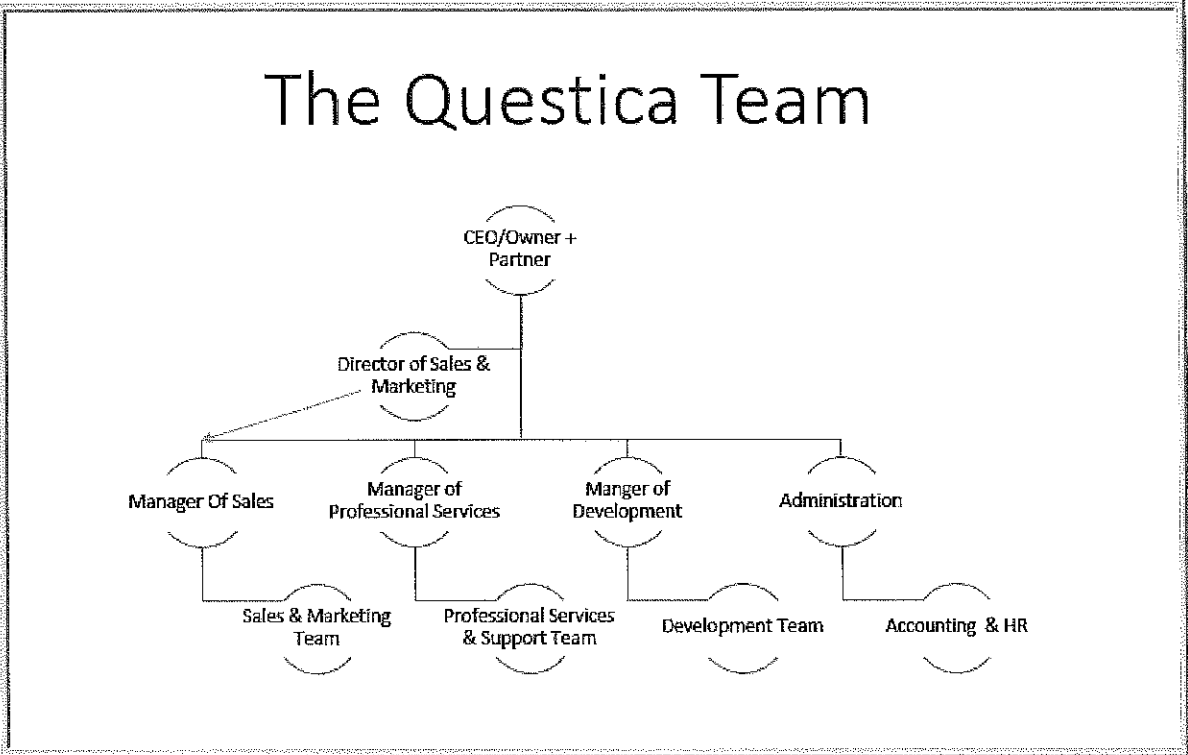 The Questica Team
CEO/Owner +
Partner
Director of Sales &
Marketing
Manager Of Sales
Manager of
Professional Services
Manger of
Development
Administration
Sales & Marketing
Team
Professional Services
& Support Team
Development Team
Accounting & HR